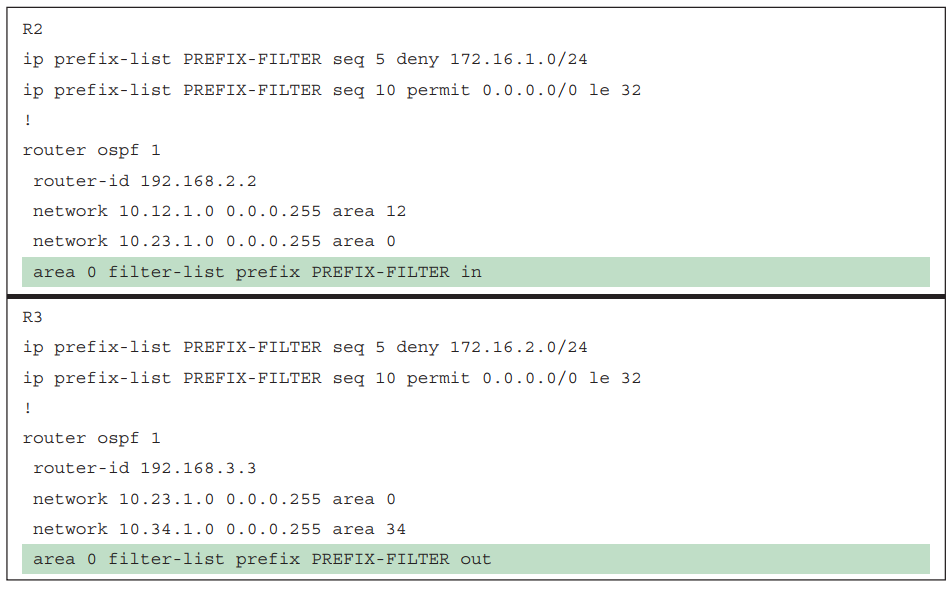 R2
ip prefix-list PREFIX-FILTER seq 5 deny 172.16.1.0/24
ip prefix-list PREFIX-FILTER seq 10 permit 0.0.0.0/0 le 32
!
router ospf 1
 router-id 192.168.2.2
 network 10.12.1.0 0.0.0.255 area 12
 network 10.23.1.0 0.0.0.255 area 0
 area 0 filter-list prefix PREFIX-FILTER in
R3
ip prefix-list PREFIX-FILTER seq 5 deny 172.16.2.0/24
ip prefix-list PREFIX-FILTER seq 10 permit 0.0.0.0/0 le 32
!
router ospf 1
 router-id 192.168.3.3
 network 10.23.1.0 0.0.0.255 area 0
 network 10.34.1.0 0.0.0.255 area 34
 area 0 filter-list prefix PREFIX-FILTER out